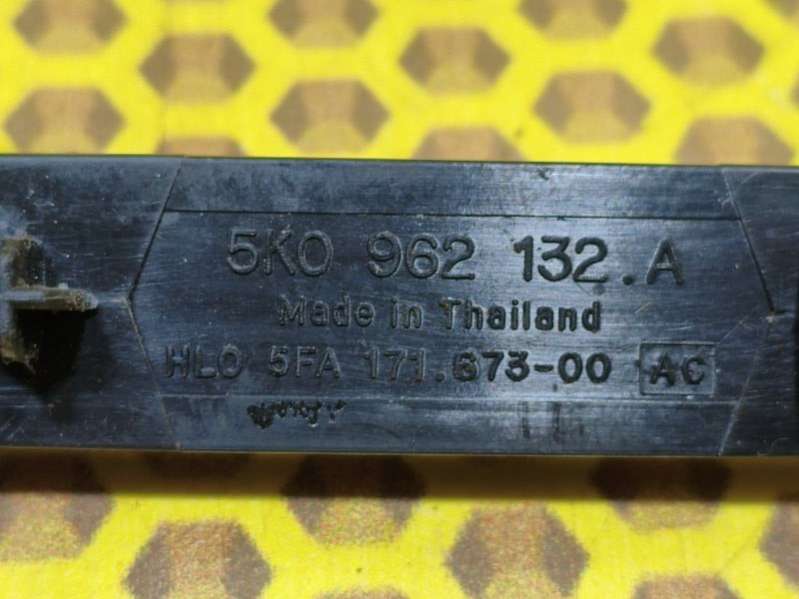 5K0 962 132.A
Made in Thailand
HLO 5FA 171.673-00 AC